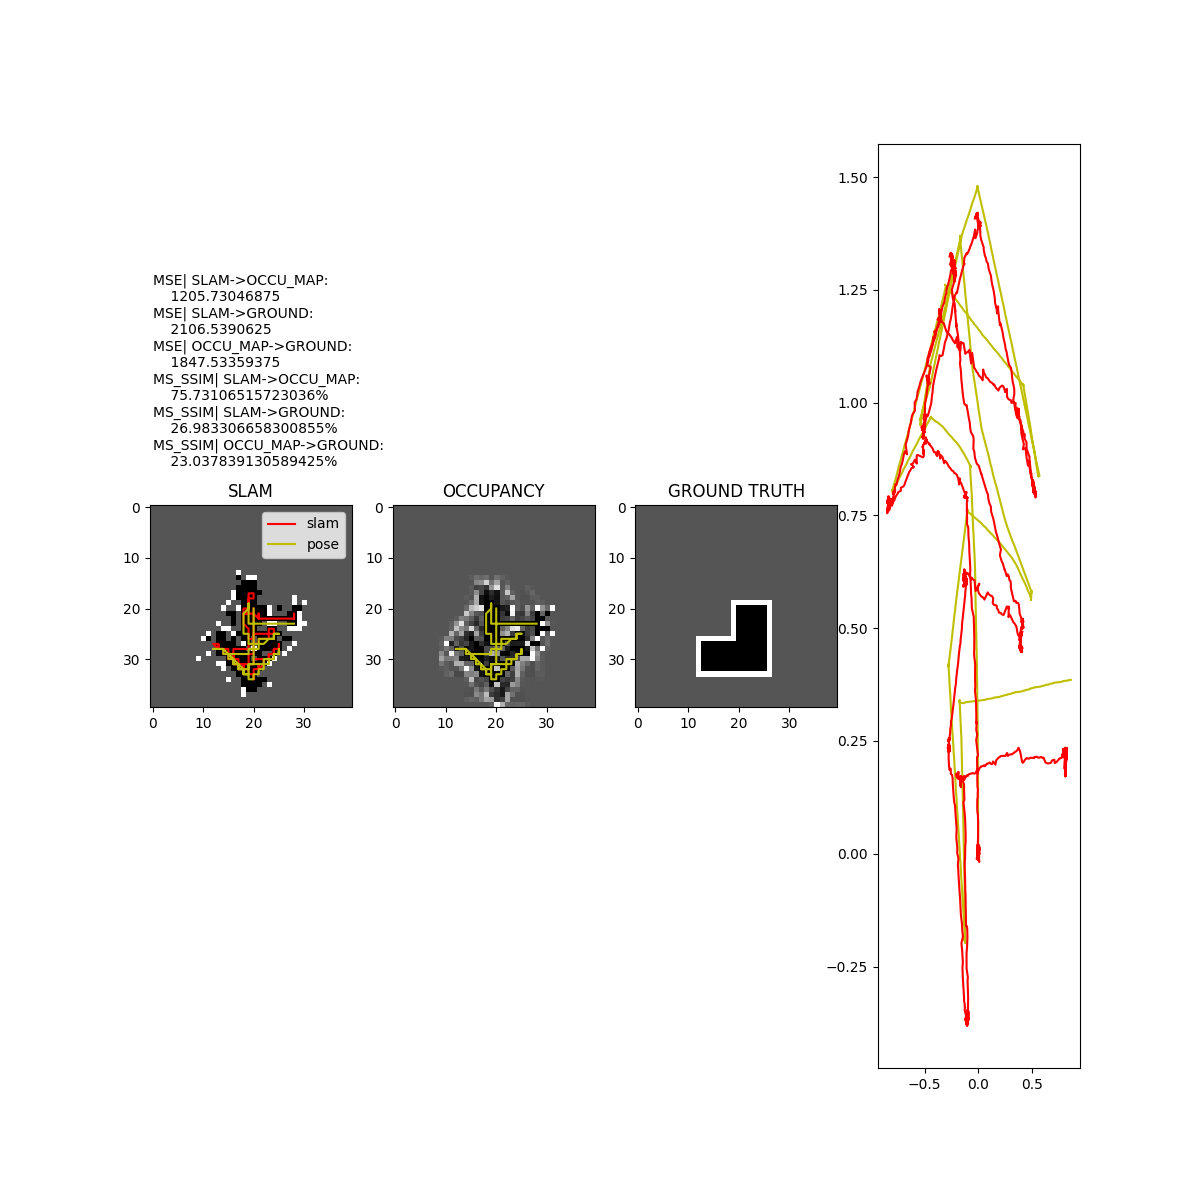 MSE| SLAM->OCCU_MAP:
1205.73046875
MSE| SLAM->GROUND:
2106.5390625
MSE| OCCU_MAP->GROUND:
1847.53359375
MS_SSIM| SLAM->OCCU_MAP:
75.73106515723036%
MS_SSIM| SLAM->GROUND:
26.983306658300855%
MS_SSIM| OCCU_MAP->GROUND:
23.037839130589425%
SLAM
slam
pose
0
10
20
30
0 10 20 30
OCCUPANCY
0
10
20
30
0 10 20 30
GROUND TRUTH
0
10
20
30
0 10 20 30
1.50
1.25
1.00
0.75
0.50
0.25
0.00
−0.25
−0.5 0.0 0.5